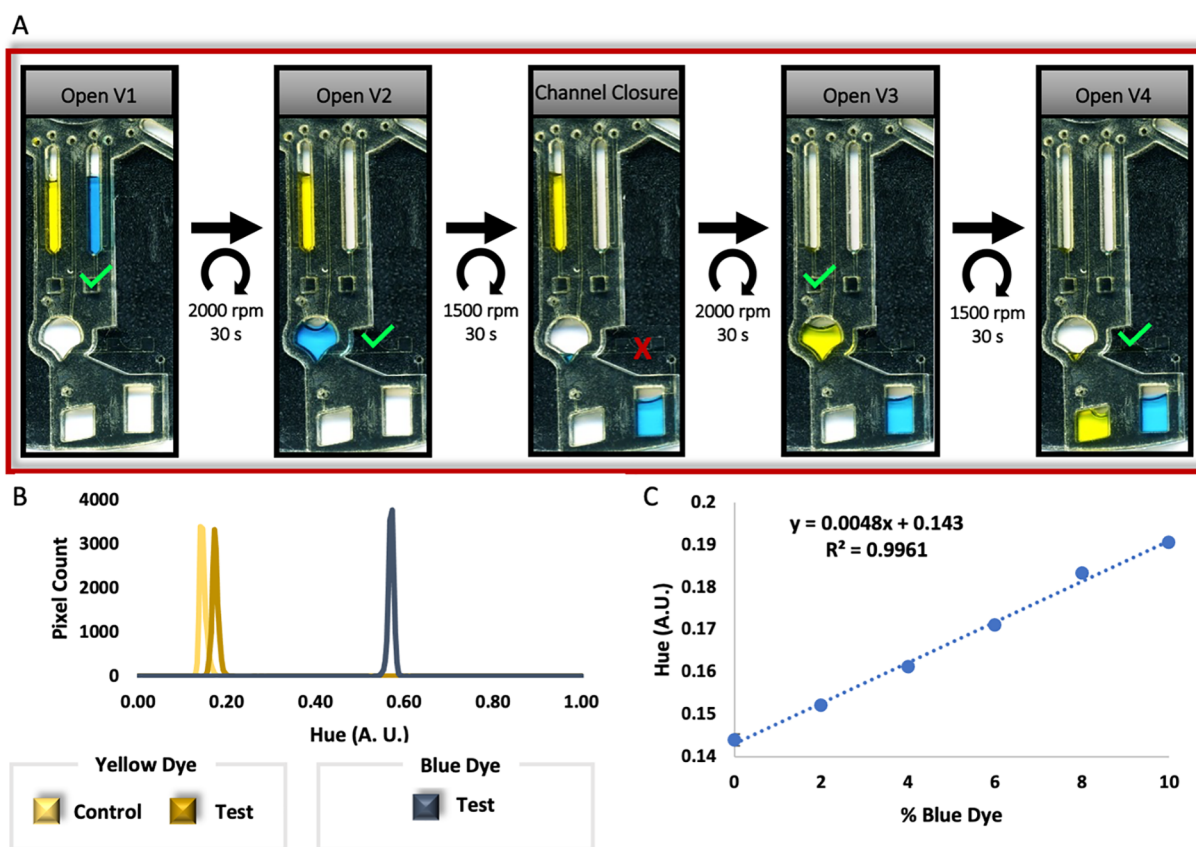 A
Open V1
Open V2
Channel Closure
Open V3
Open V4
2000 rpm
30 s
1500 rpm
30 s
2000 rpm
30 s
1500 rpm
30 s
X
B
4000
3000
2000
1000
0
Pixel Count
0.00 0.20 0.40 0.60 0.80 1.00
Hue (A. U.)
Yellow Dye
Control Test
Blue Dye
Test
C
y = 0.0048x + 0.143
R² = 0.9961
0.2
0.19
0.18
0.17
0.16
0.15
0.14
Hue (A.U.)
0 2 4 6 8 10
% Blue Dye